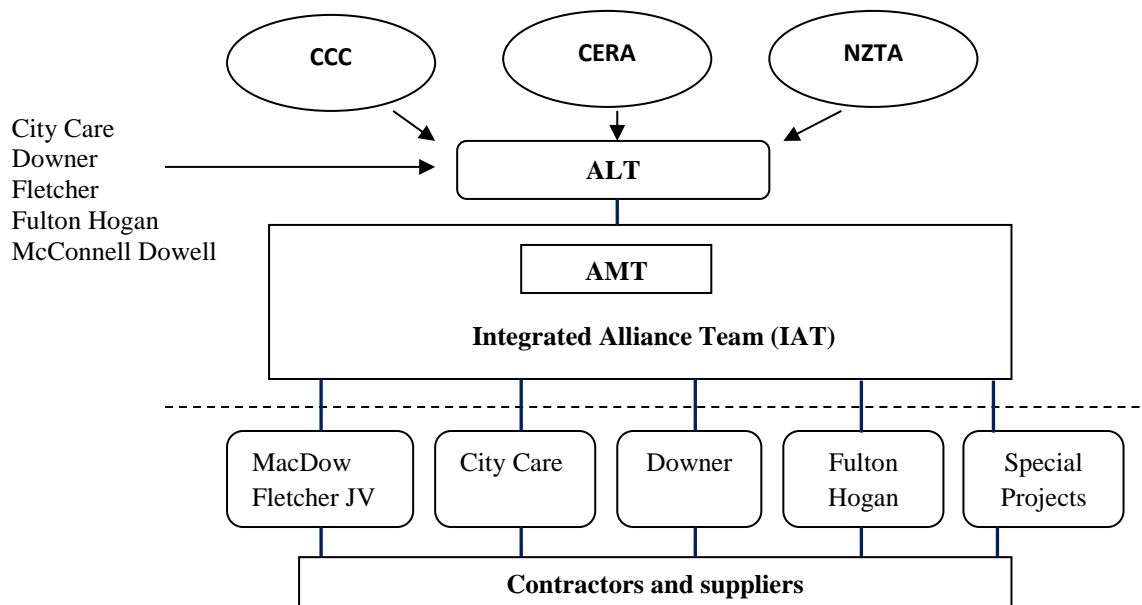 CCC
CERA
NZTA
City Care
Downer
Fletcher
Fulton Hogan
McConnell Dowell
ALT
AMT
Integrated Alliance Team (IAT)
MacDow
Fletcher JV
City Care
Downer
Fulton
Hogan
Special
Projects
Contractors and suppliers